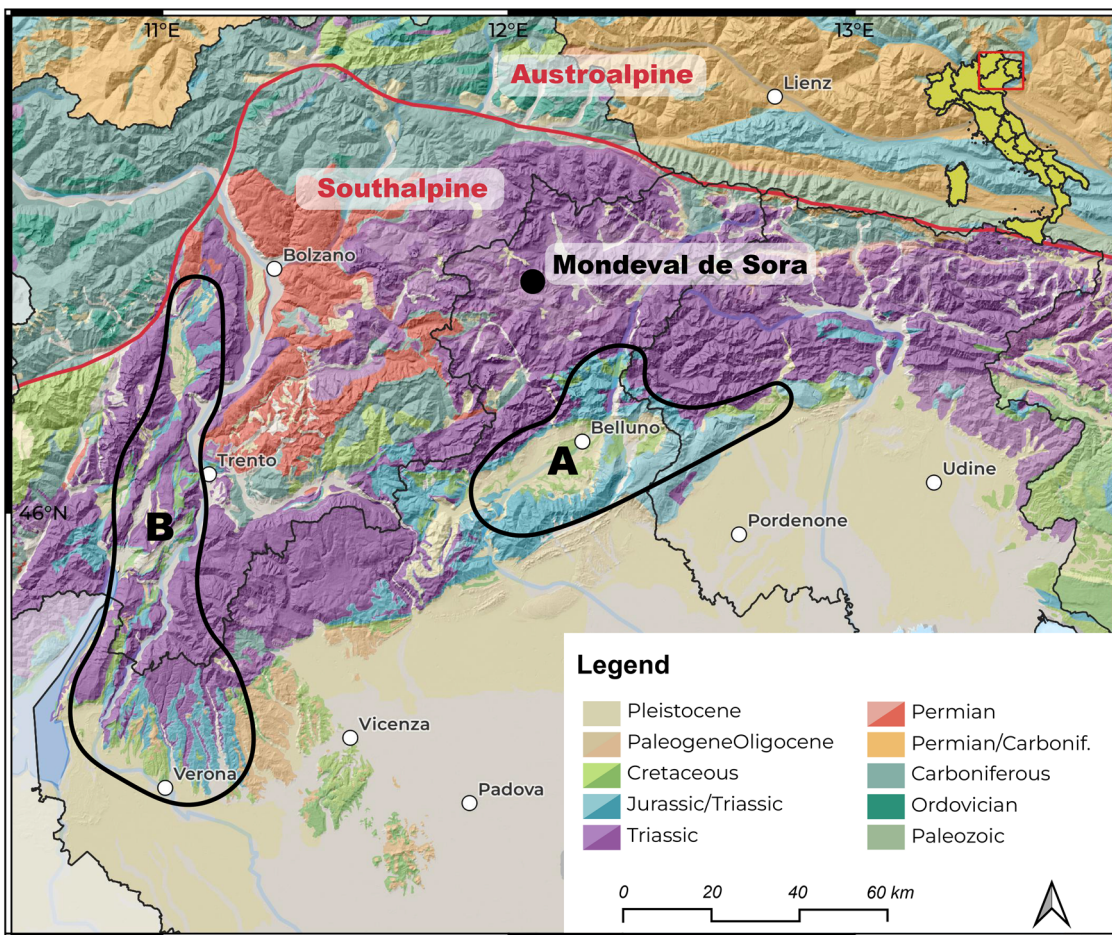 11°E
12°E
13°E
Austroalpine
Lienz
Southalpine
Bolzano
Mondeval de Sora
Belluno
A
Trento
Udine
46°N
B
Pordenone
Vicenza
Verona
Padova
Legend
Pleistocene
PaleogeneOligocene
Cretaceous
Jurassic/Triassic
Triassic
Permian
Permian/Carbonif.
Carboniferous
Ordovician
Paleozoic
0 20 40 60 km